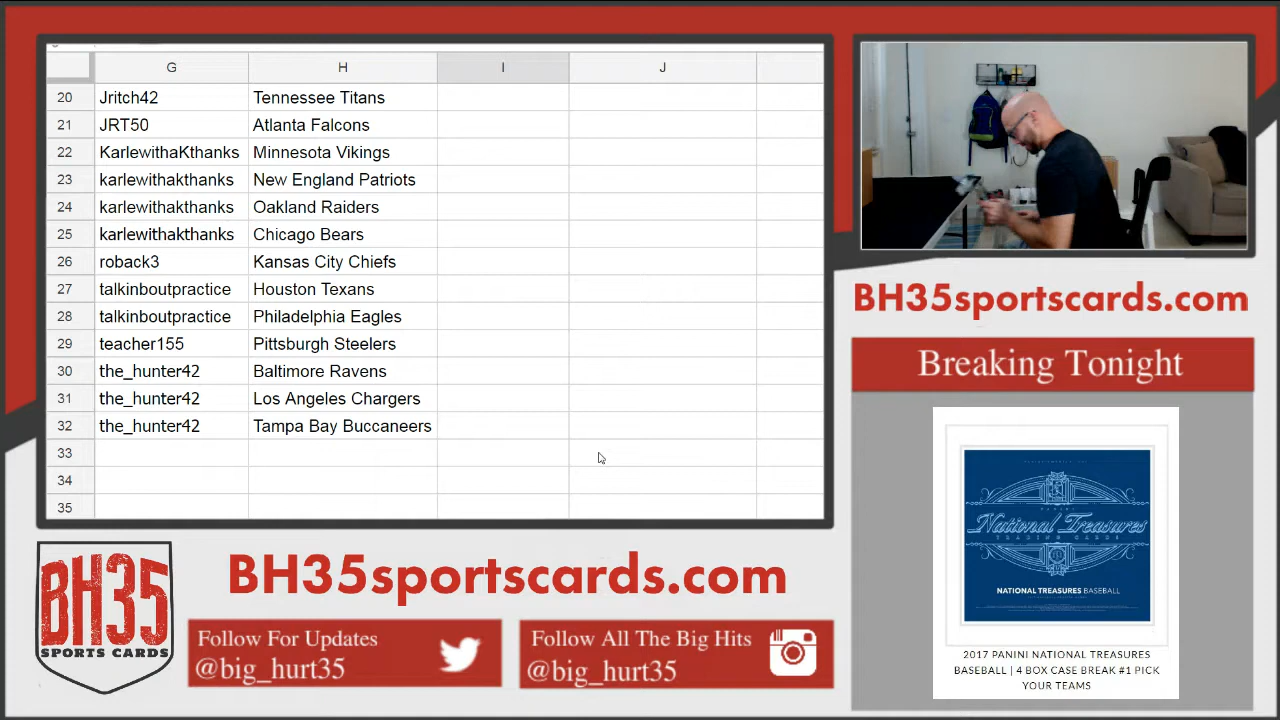 G H I J
20 Jritch42 Tennessee Titans
21 JRT50 Atlanta Falcons
22 KarlewithaKthanks Minnesota Vikings
23 karlewithakthanks New England Patriots
24 karlewithakthanks Oakland Raiders
25 karlewithakthanks Chicago Bears
26 roback3 Kansas City Chiefs
27 talkinboutpractice Houston Texans
28 talkinboutpractice Philadelphia Eagles
29 teacher155 Pittsburgh Steelers
30 the_hunter42 Baltimore Ravens
31 the_hunter42 Los Angeles Chargers
32 the_hunter42 Tampa Bay Buccaneers
33
34
35
BH35sportscards.com
Breaking Tonight
National Treasures
TRADING CARDS
NATIONAL TREASURES BASEBALL
2017 PANINI NATIONAL TREASURES
BASEBALL | 4 BOX CASE BREAK #1 PICK
YOUR TEAMS
BH35
SPORTS CARDS
BH35sportscards.com
Follow For Updates
@big_hurt35
Follow All The Big Hits
@big_hurt35